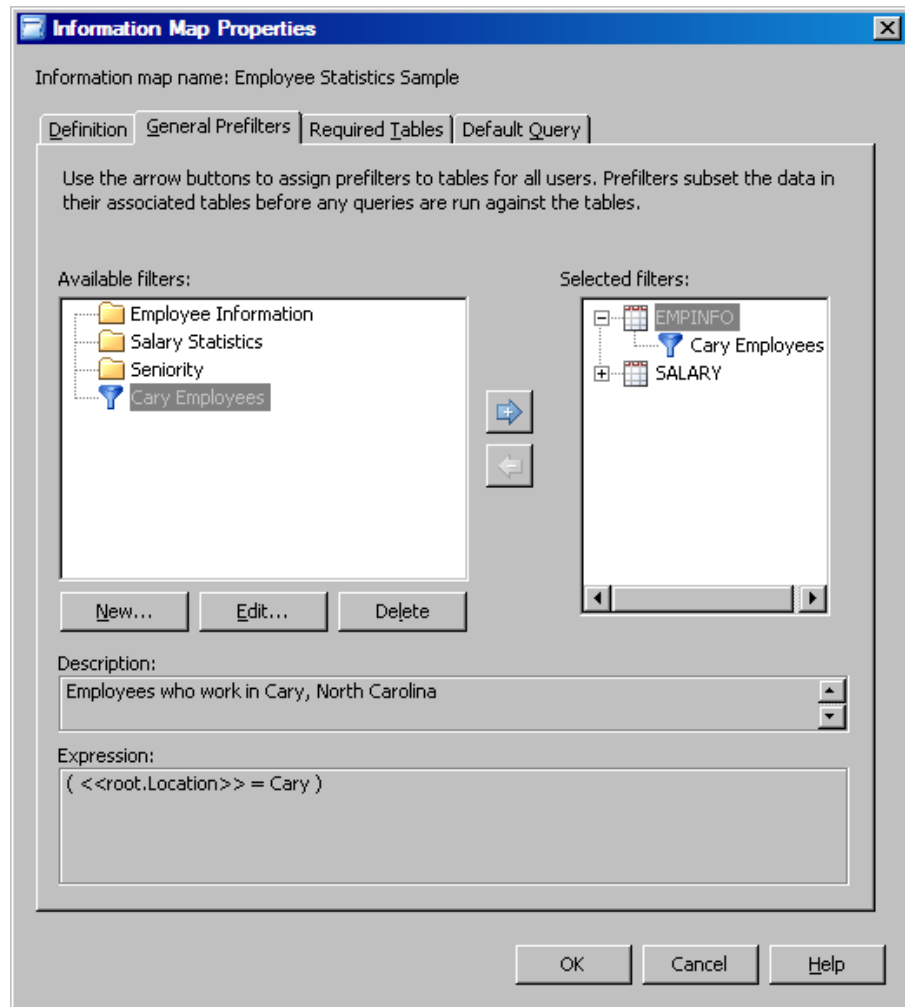 Information Map Properties
Information map name: Employee Statistics Sample
Definition General Prefilters Required Tables Default Query
Use the arrow buttons to assign prefilters to tables for all users. Prefilters subset the data in
their associated tables before any queries are run against the tables.
Available filters:
Employee Information
Salary Statistics
Seniority
Cary Employees
New... Edit... Delete
Selected filters:
EMPINFO
Cary Employees
SALARY
Description:
Employees who work in Cary, North Carolina
Expression:
( <<root.Location>> = Cary )
OK Cancel Help